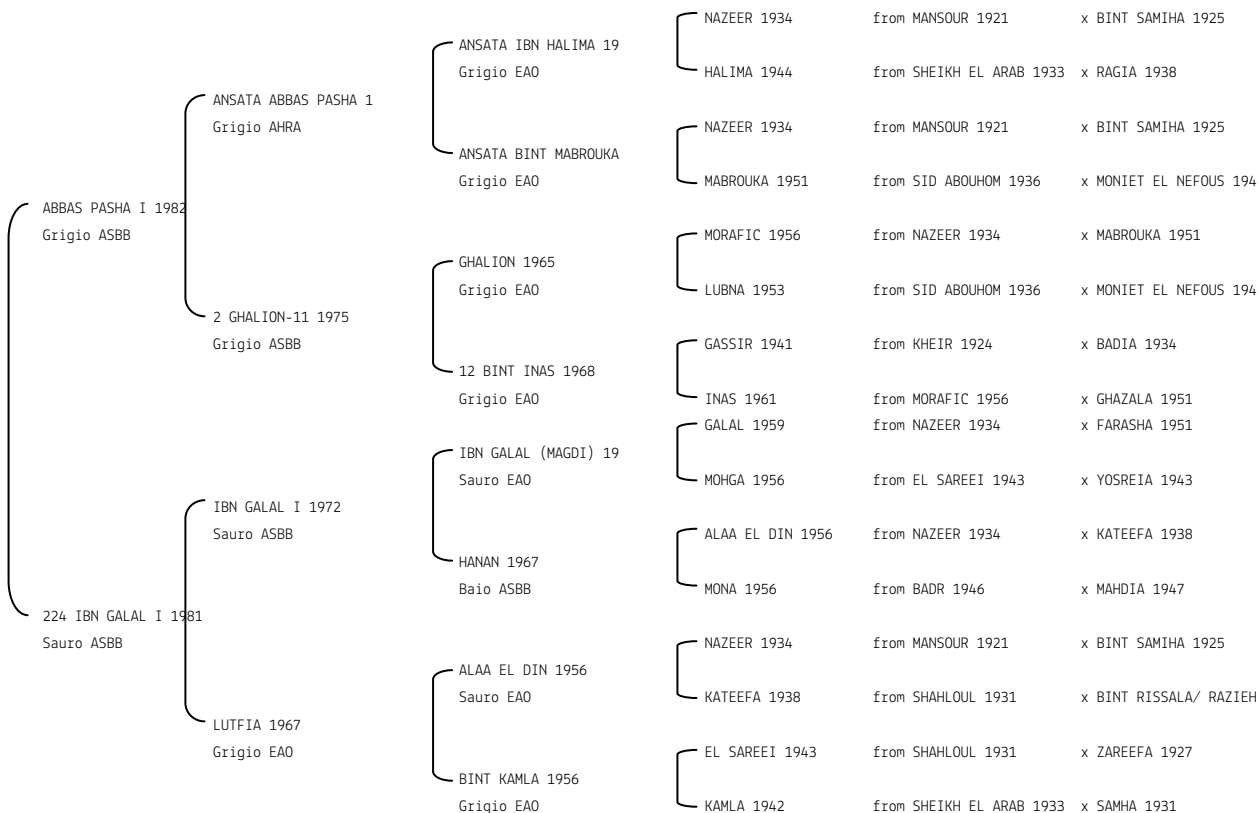 NAZEER 1934 from MANSOUR 1921 x BINT SAMIHA 1925
ANSATA IBN HALIMA 19
Grigio EAO HALIMA 1944 from SHEIKH EL ARAB 1933 x RAGIA 1938
ANSATA ABBAS PASHA 1
Grigio AHRA NAZEER 1934 from MANSOUR 1921 x BINT SAMIHA 1925
ANSATA BINT MABROUKA
Grigio EAO MABROUKA 1951 from SID ABOUHOM 1936 x MONIET EL NEFOUS 194
ABBAS PASHA I 1982
Grigio ASBB MORAFIC 1956 from NAZEER 1934 x MABROUKA 1951
GHALION 1965
Grigio EAO LUBNA 1953 from SID ABOUHOM 1936 x MONIET EL NEFOUS 194
2 GHALION-11 1975
Grigio ASBB GASSIR 1941 from KHEIR 1924 x BADIA 1934
12 BINT INAS 1968
Grigio EAO INAS 1961 from MORAFIC 1956 x GHAZALA 1951
GALAL 1959 from NAZEER 1934 x FARASHA 1951
IBN GALAL (MAGDI) 19
Sauro EAO MOHGA 1956 from EL SAREEI 1943 x YOSREIA 1943
IBN GALAL I 1972
Sauro ASBB ALAA EL DIN 1956 from NAZEER 1934 x KATEEFA 1938
HANAN 1967
Baio ASBB MONA 1956 from BADR 1946 x MAHDIA 1947
224 IBN GALAL I 1981
Sauro ASBB NAZEER 1934 from MANSOUR 1921 x BINT SAMIHA 1925
ALAA EL DIN 1956
Sauro EAO KATEEFA 1938 from SHAHLOUL 1931 x BINT RISSALA/ RAZIEH
LUTFIA 1967
Grigio EAO EL SAREEI 1943 from SHAHLOUL 1931 x ZAREEFA 1927
BINT KAMLA 1956
Grigio EAO KAMLA 1942 from SHEIKH EL ARAB 1933 x SAMHA 1931